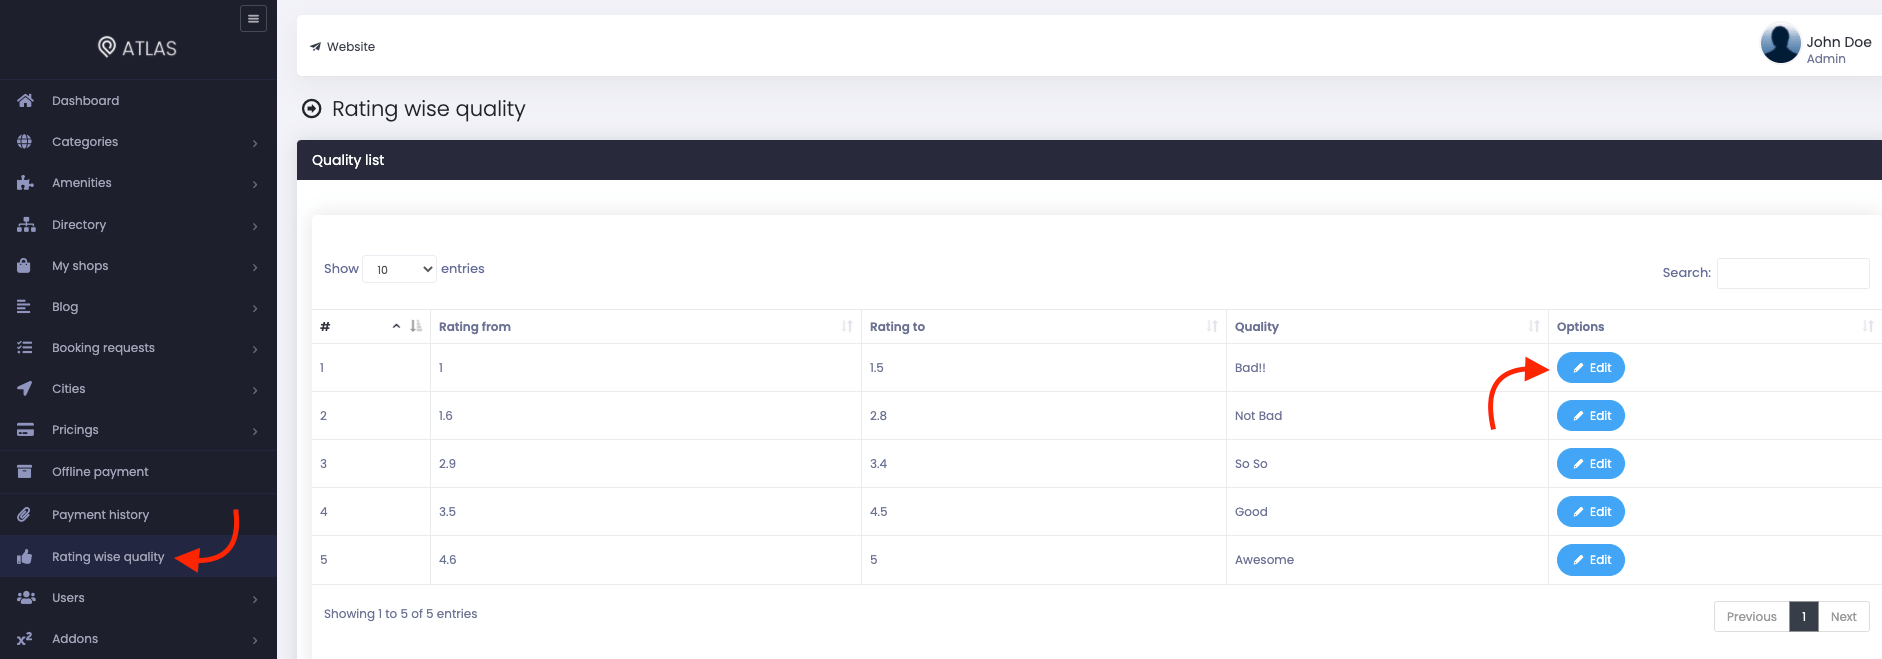 ATLAS
Dashboard
Categories
Amenities
Directory
My shops
Blog
Booking requests
Cities
Pricings
Offline payment
Payment history
Rating wise quality
Users
x²
Addons
Website
John Doe
Admin
Rating wise quality
Quality list
Show 10 entries
Search:
# Rating from Rating to Quality Options
1 1 1.5 Bad!! Edit
2 1.6 2.8 Not Bad Edit
3 2.9 3.4 So So Edit
4 3.5 4.5 Good Edit
5 4.6 5 Awesome Edit
Showing 1 to 5 of 5 entries
Previous 1 Next